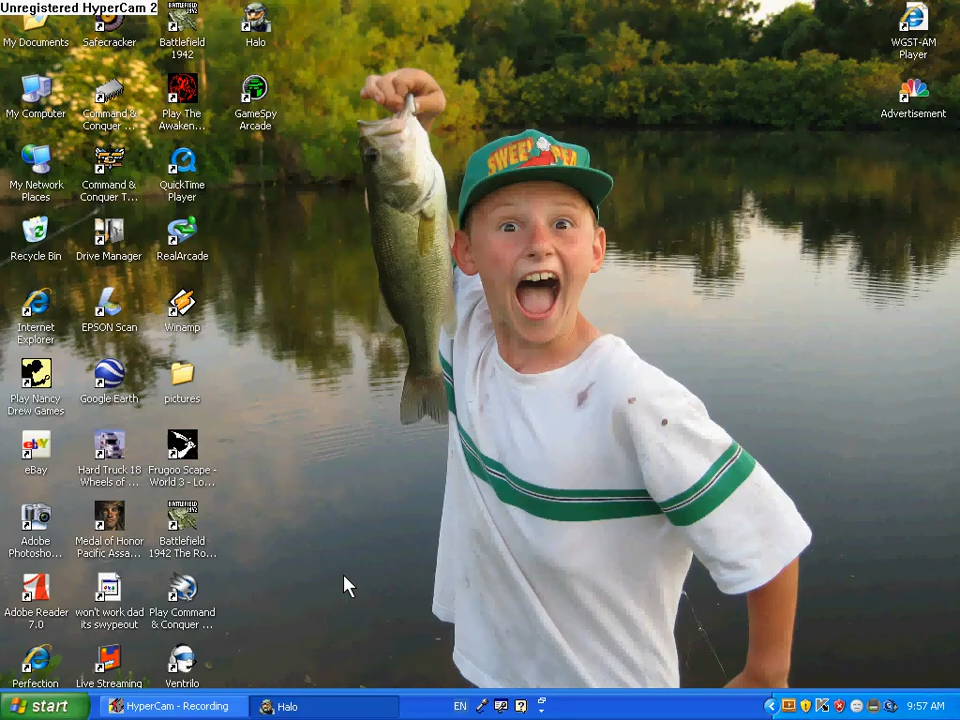 Unregistered HyperCam 2
My Documents
Safecracker
Battlefield
1942
Halo
WGST-AM
Player
My Computer
Command &
Conquer ...
Play The
Awaken...
GameSpy
Arcade
Advertisement
My Network
Places
Command &
Conquer T...
QuickTime
Player
Recycle Bin
Drive Manager
RealArcade
Internet
Explorer
EPSON Scan
Winamp
Play Nancy
Drew Games
Google Earth
pictures
eBay
Hard Truck 18
Wheels of ...
Frugoo Scape -
World 3 - Lo...
Adobe
Photosho...
Medal of Honor
Pacific Assa...
Battlefield
1942 The Ro...
Adobe Reader
7.0
won't work dad
its swypeout
Play Command
& Conquer ...
Perfection
Live Streaming
Ventrilo
SWEET PEA
start
HyperCam - Recording
Halo
EN
9:57 AM